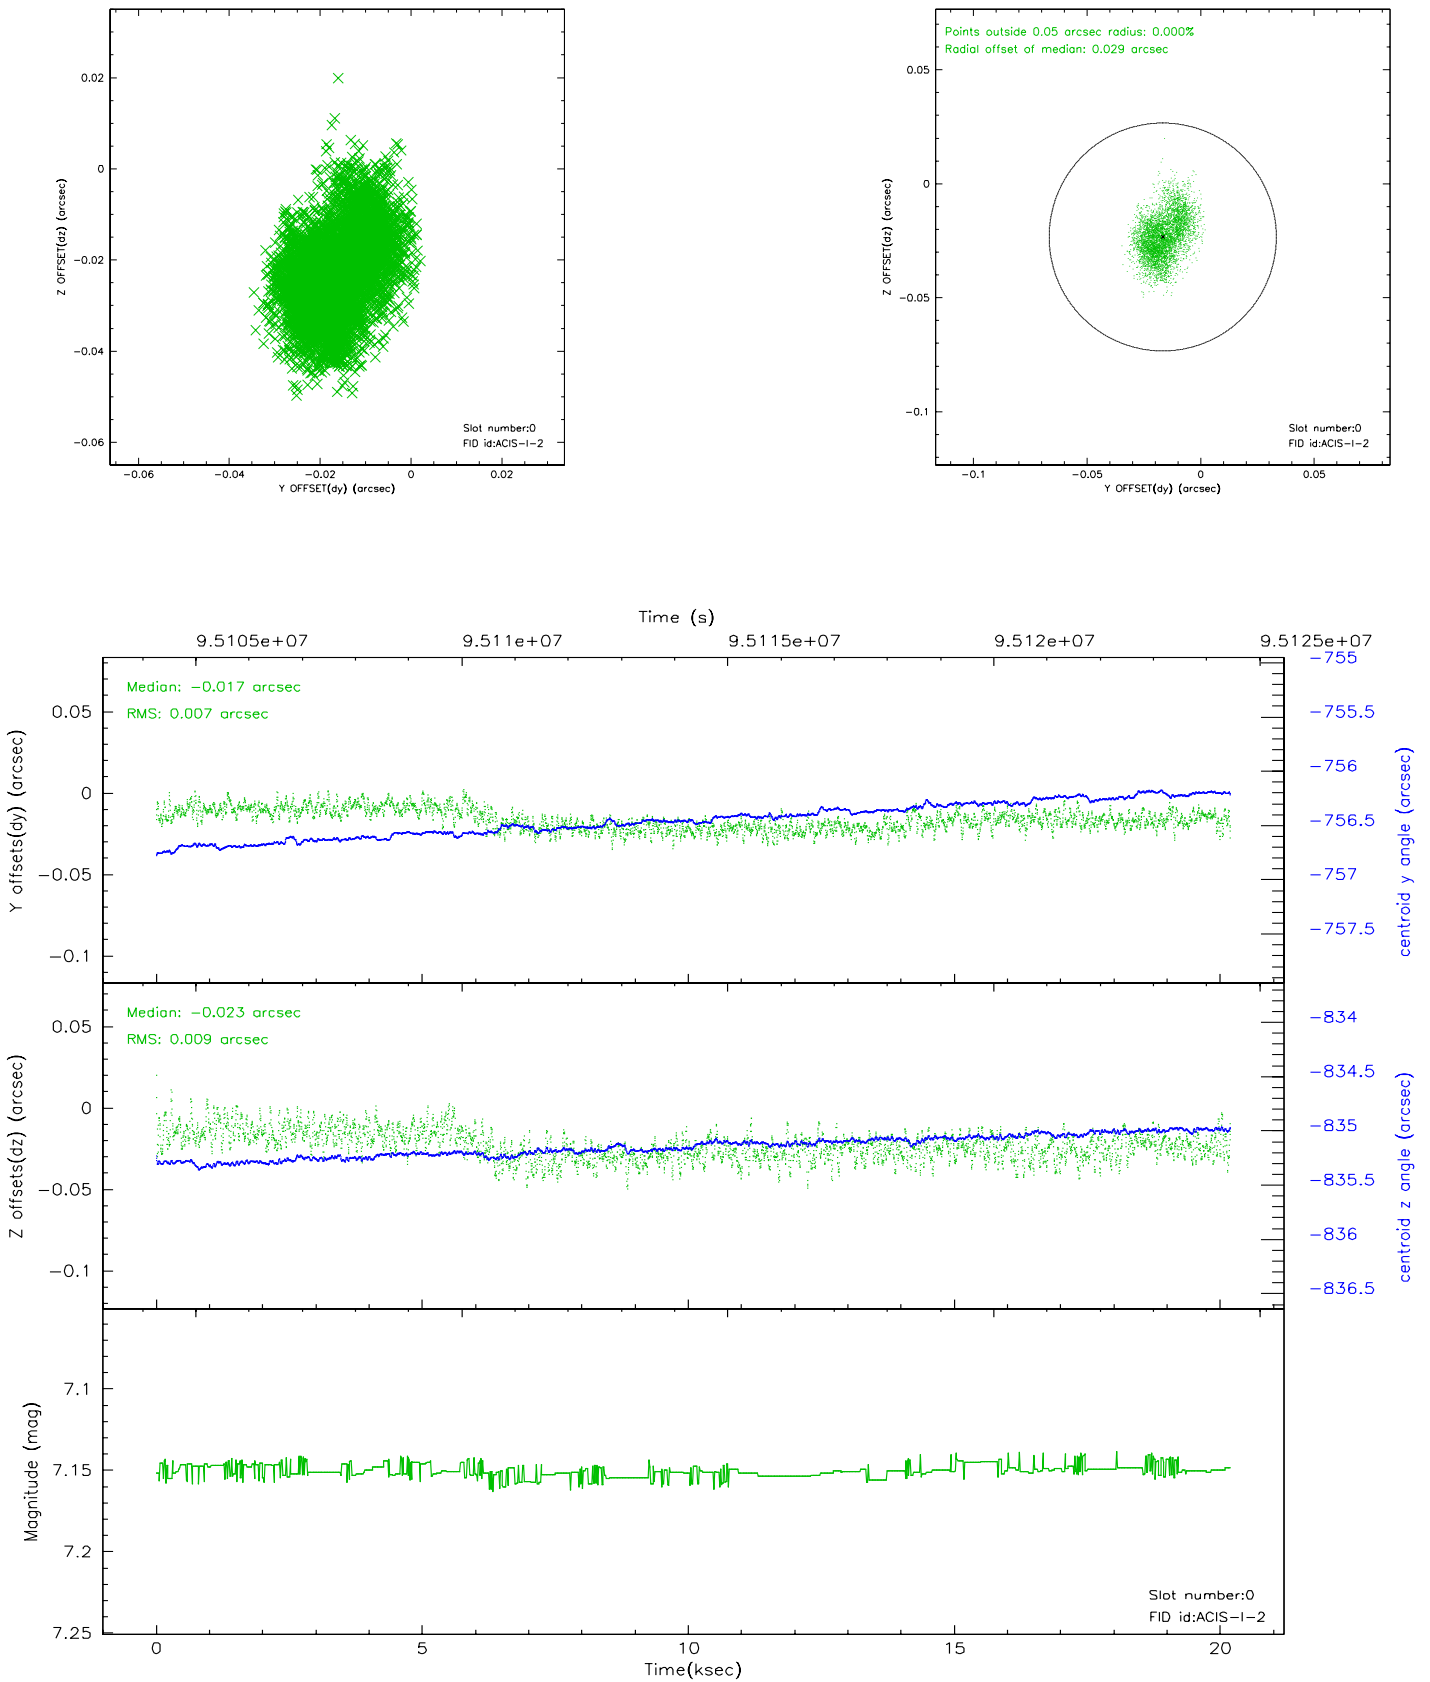 0.02
0
-0.02
-0.04
-0.06
Z OFFSET(dz) (arcsec)
Slot number:0
FID id:ACIS-I-2
-0.06
-0.04
-0.02
0
0.02
Y OFFSET(dy) (arcsec)
Points outside 0.05 arcsec radius: 0.000%
Radial offset of median: 0.029 arcsec
0.05
0
-0.05
-0.1
Z OFFSET(dz) (arcsec)
Slot number:0
FID id:ACIS-I-2
-0.1
-0.05
0
0.05
Y OFFSET(dy) (arcsec)
Time (s)
9.5105e+07
9.511e+07
9.5115e+07
9.512e+07
9.5125e+07
Median: -0.017 arcsec
RMS: 0.007 arcsec
0.05
0
-0.05
-0.1
Y offsets(dy) (arcsec)
-755
-755.5
-756
-756.5
-757
-757.5
centroid y angle (arcsec)
Median: -0.023 arcsec
RMS: 0.009 arcsec
0.05
0
-0.05
-0.1
Z offsets(dz) (arcsec)
-834
-834.5
-835
-835.5
-836
-836.5
centroid z angle (arcsec)
7.1
7.15
7.2
7.25
Magnitude (mag)
Slot number:0
FID id:ACIS-I-2
0
5
10
15
20
Time(ksec)